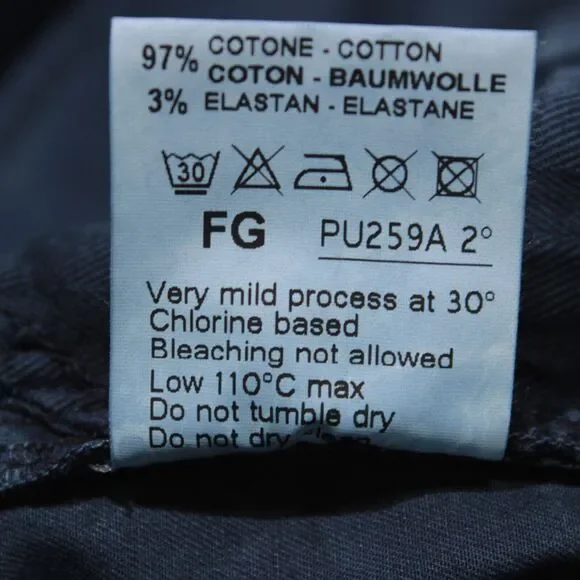 97% COTONE - COTTON
COTON - BAUMWOLLE
3% ELASTAN - ELASTANE
30
FG PU259A 2°
Very mild process at 30°
Chlorine based
Bleaching not allowed
Low 110°C max
Do not tumble dry
Do not dry